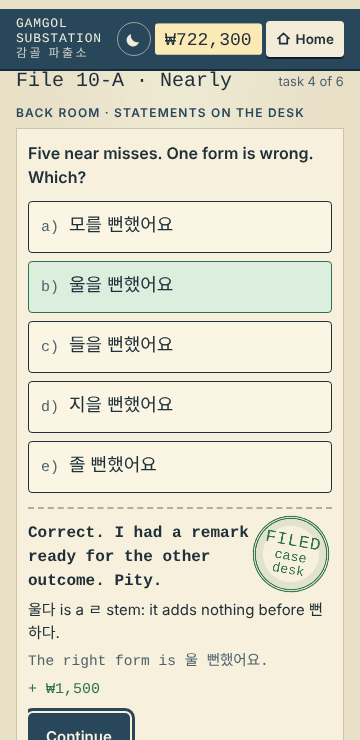 GAMGOL
SUBSTATION
감골 파출소
₩722,300
Home
File 10-A · Nearly
task 4 of 6
BACK ROOM · STATEMENTS ON THE DESK
Five near misses. One form is wrong.
Which?
a) 모를 뻔했어요
b) 울을 뻔했어요
c) 들을 뻔했어요
d) 지을 뻔했어요
e) 졸 뻔했어요
Correct. I had a remark
ready for the other
outcome. Pity.
FILED
case
desk
울다 is a ㄹ stem: it adds nothing before 뻔
하다.
The right form is 울 뻔했어요.
+ ₩1,500
Continue